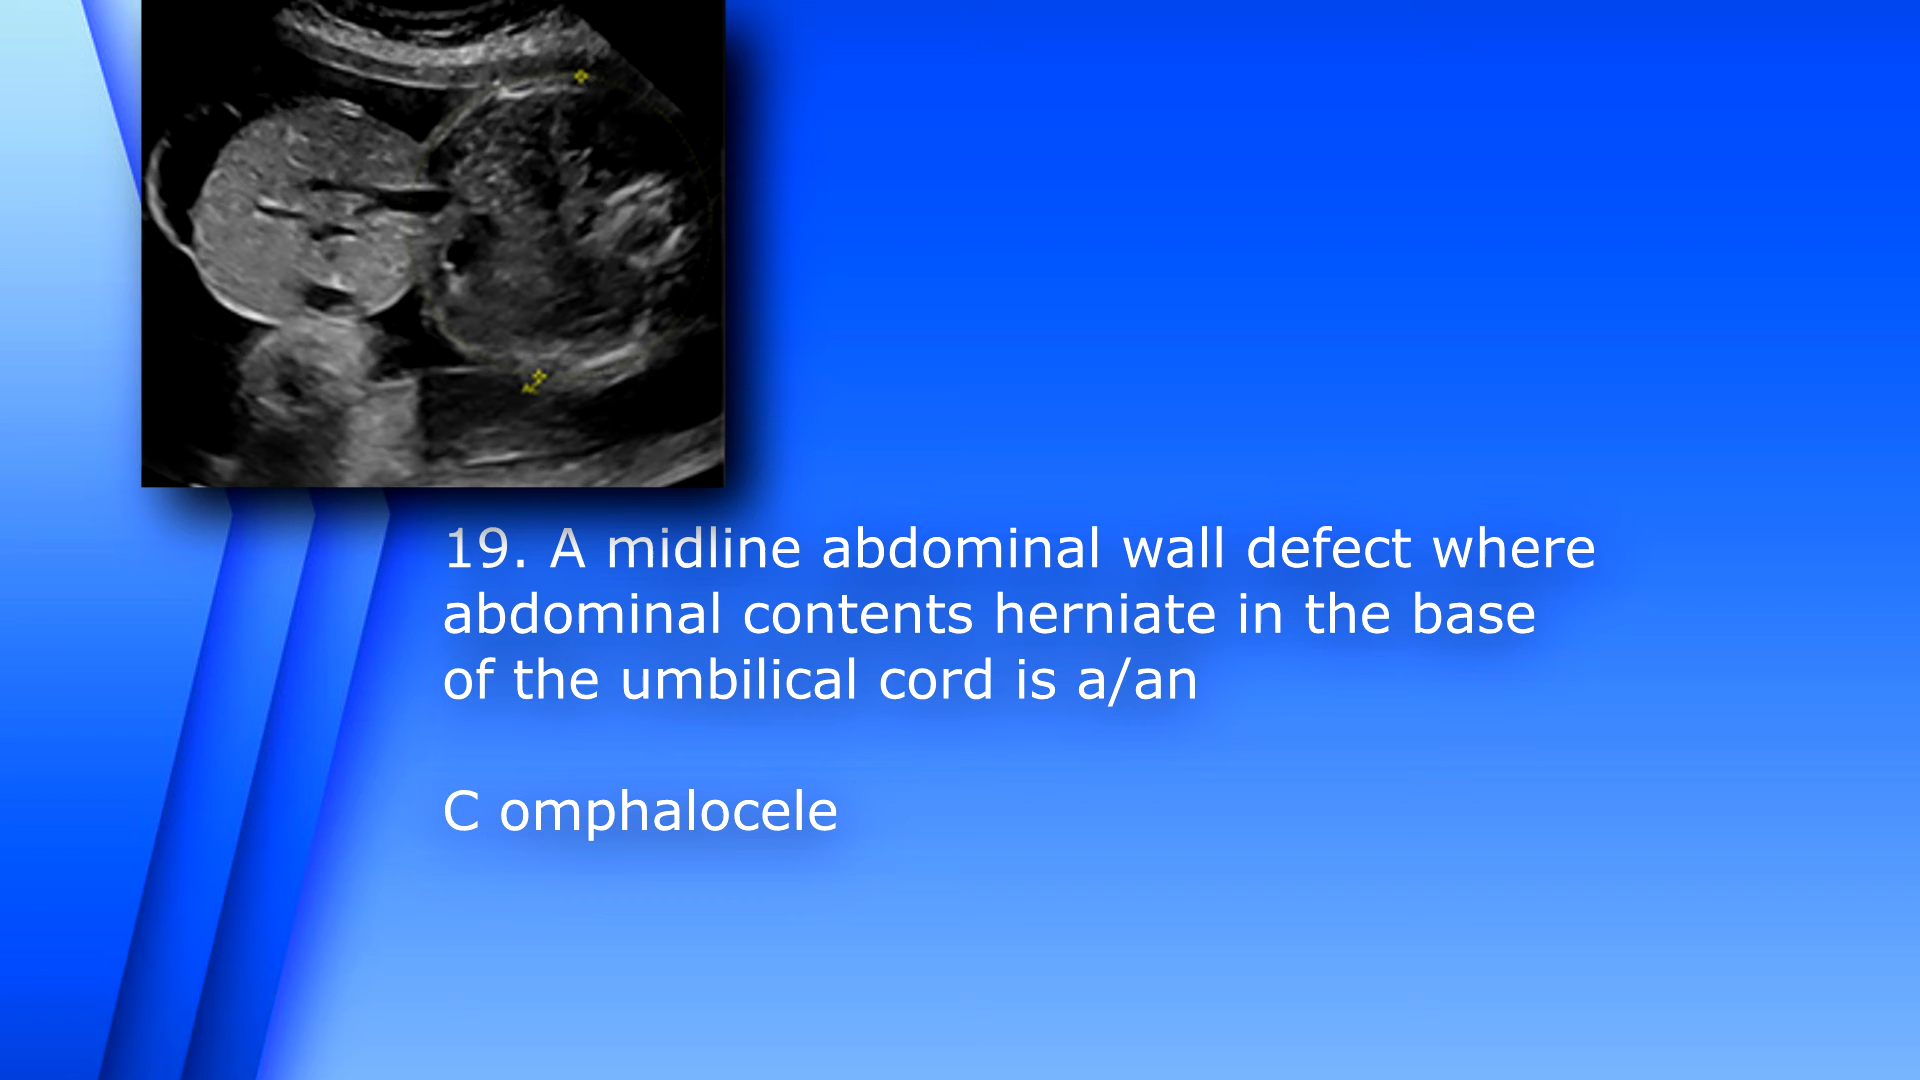 19. A midline abdominal wall defect where
abdominal contents herniate in the base
of the umbilical cord is a/an
C omphalocele